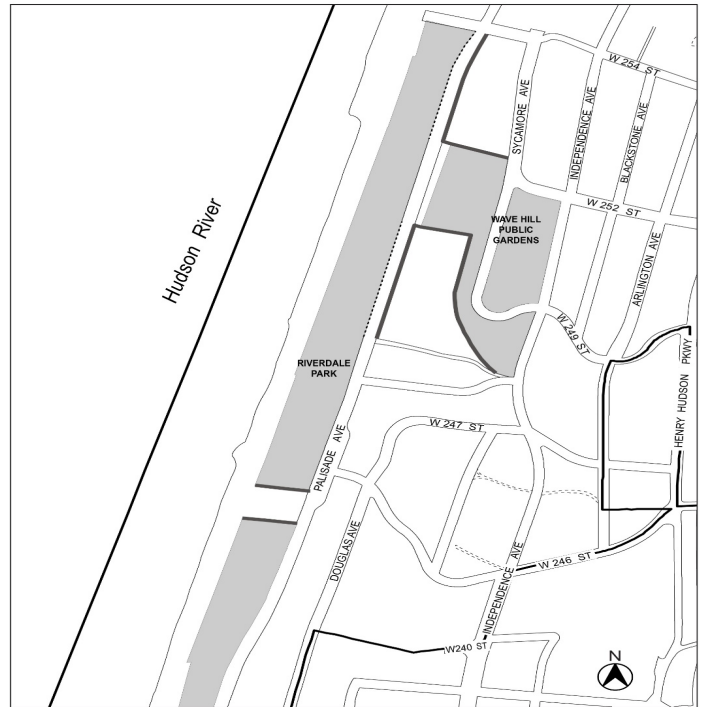 W 254 ST
SYCAMORE AVE
INDEPENDENCE AVE
BLACKSTONE AVE
W 252 ST
WAVE HILL
PUBLIC
GARDENS
ARLINGTON AVE
Hudson River
W 249 ST
HENRY HUDSON PKWY
RIVERDALE
PARK
W 247 ST
PALISADE AVE
DOUGLAS AVE
W 246 ST
INDEPENDENCE AVE
W240 ST
N